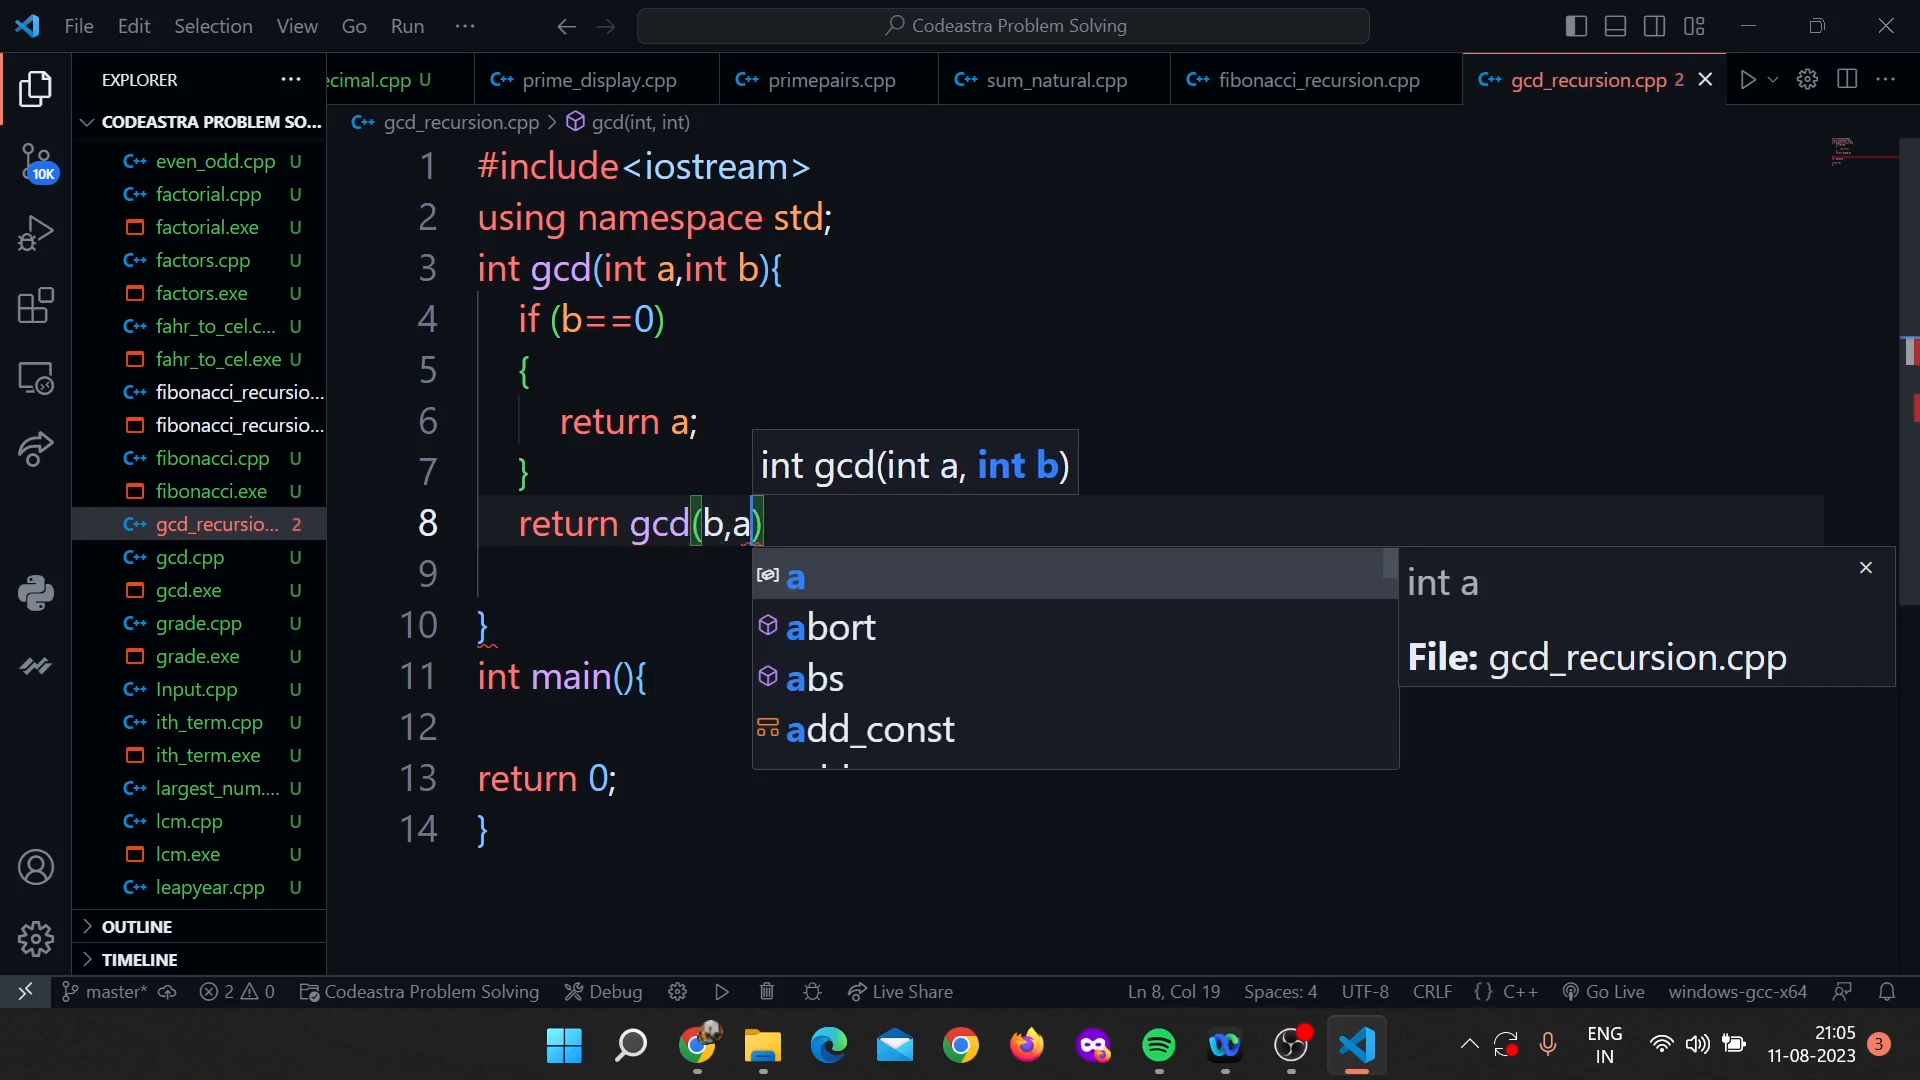 File Edit Selection View Go Run ...
Codeastra Problem Solving
EXPLORER
ecimal.cpp U
prime_display.cpp
primepairs.cpp
sum_natural.cpp
fibonacci_recursion.cpp
gcd_recursion.cpp 2
CODEASTRA PROBLEM SO...
gcd_recursion.cpp > gcd(int, int)
10K
even_odd.cpp U
factorial.cpp U
factorial.exe U
factors.cpp U
factors.exe U
fahr_to_cel.c... U
fahr_to_cel.exe U
fibonacci_recursio...
fibonacci_recursio...
fibonacci.cpp U
fibonacci.exe U
gcd_recursio... 2
gcd.cpp U
gcd.exe U
grade.cpp U
grade.exe U
Input.cpp U
ith_term.cpp U
ith_term.exe U
largest_num.... U
lcm.cpp U
lcm.exe U
leapyear.cpp U
OUTLINE
TIMELINE
1 #include<iostream>
2 using namespace std;
3 int gcd(int a,int b){
4 if (b==0)
5 {
6 return a;
7 }
int gcd(int a, int b)
8 return gcd(b,a)
9
10 }
11 int main(){
12
13 return 0;
14 }
a
abort
abs
add_const
int a
File: gcd_recursion.cpp
master* 2 0 Codeastra Problem Solving Debug Live Share Ln 8, Col 19 Spaces: 4 UTF-8 CRLF {} C++ Go Live windows-gcc-x64
ENG
IN
21:05
11-08-2023
3